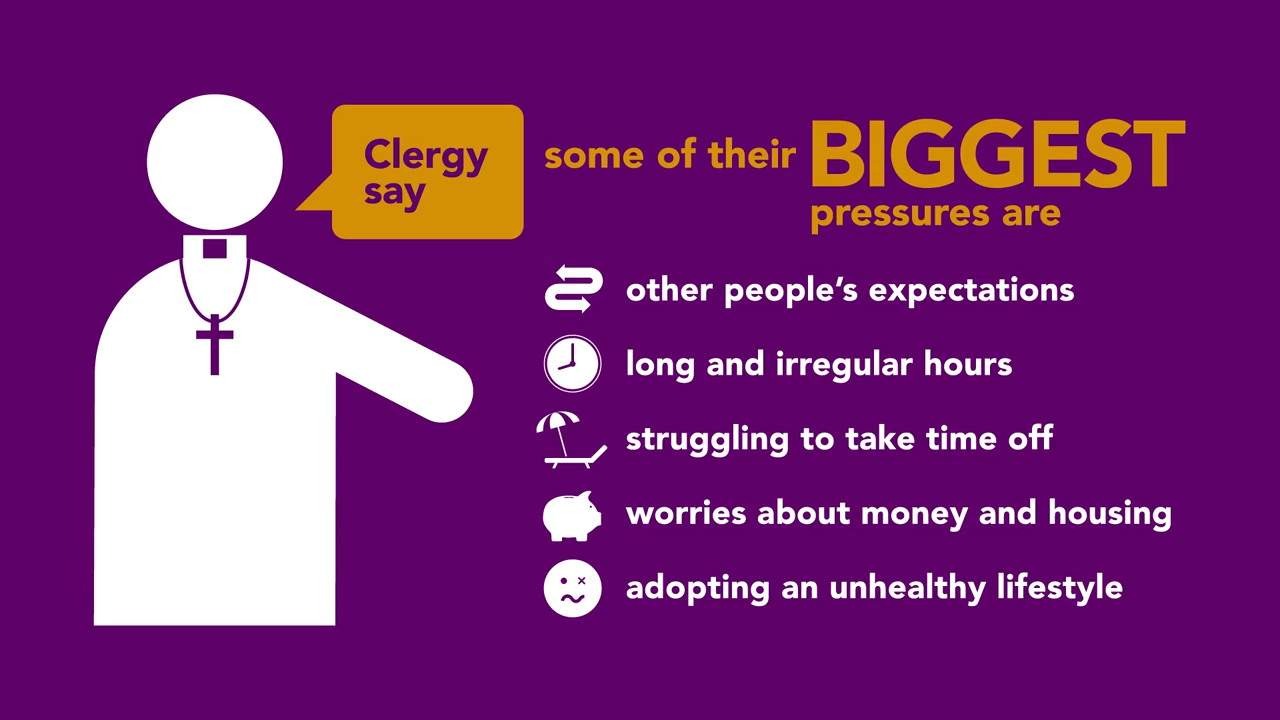 Clergy
say
some of their BIGGEST
pressures are
other people’s expectations
long and irregular hours
struggling to take time off
worries about money and housing
adopting an unhealthy lifestyle